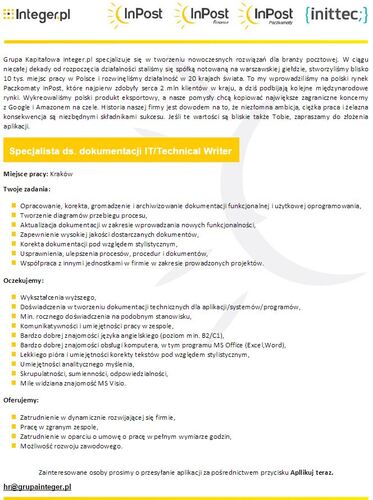 Integer.pl
InPost
InPost
Finanse
InPost
Paczkomaty
{inittec;}
Grupa Kapitałowa Integer.pl specjalizuje się w tworzeniu nowoczesnych rozwiązań dla branży pocztowej. W ciągu
niecałej dekady od rozpoczęcia działalności staliśmy się spółką notowaną na warszawskiej giełdzie, stworzyliśmy blisko
10 tys. miejsc pracy w Polsce i rozwinęliśmy działalność w 20 krajach świata. To my wprowadziliśmy na polski rynek
Paczkomaty InPost, które najpierw zdobyły serca 2 mln klientów w kraju, a dziś podbijają kolejne międzynarodowe
rynki. Wykreowaliśmy polski produkt eksportowy, a nasze pomysły chcą kopiować największe zagraniczne koncerny
z Google i Amazonem na czele. Historia naszej firmy jest dowodem na to, że niezłomna ambicja, ciężka praca i żelazna
konsekwencja są niezbędnymi składnikami sukcesu. Jeśli te wartości są bliskie także Tobie, zapraszamy do złożenia
aplikacji.
Specjalista ds. dokumentacji IT/Technical Writer
Miejsce pracy: Kraków
Twoje zadania:
Opracowanie, korekta, gromadzenie i archiwizowanie dokumentacji funkcjonalnej i użytkowej oprogramowania,
Tworzenie diagramów przebiegu procesu,
Aktualizacja dokumentacji w zakresie wprowadzania nowych funkcjonalności,
Zapewnienie wysokiej jakości dostarczanych dokumentów,
Korekta dokumentacji pod względem stylistycznym,
Usprawnienia, ulepszenia procesów, procedur i dokumentów,
Współpraca z innymi jednostkami w firmie w zakresie prowadzonych projektów.
Oczekujemy:
Wykształcenia wyższego,
Doświadczenia w tworzeniu dokumentacji technicznych dla aplikacji/systemów/programów,
Min. rocznego doświadczenia na podobnym stanowisku,
Komunikatywności i umiejętności pracy w zespole,
Bardzo dobrej znajomości języka angielskiego (poziom min. B2/C1),
Bardzo dobrej znajomości obsługi komputera, w tym programu MS Office (Excel,Word),
Lekkiego pióra i umiejętności korekty tekstów pod względem stylistycznym,
Umiejętności analitycznego myślenia,
Skrupulatności, sumienności, odpowiedzialności,
Mile widziana znajomość MS Visio.
Oferujemy:
Zatrudnienie w dynamicznie rozwijającej się firmie,
Pracę w zgranym zespole,
Zatrudnienie w oparciu o umowę o pracę w pełnym wymiarze godzin,
Możliwość rozwoju zawodowego.
Zainteresowane osoby prosimy o przesyłanie aplikacji za pośrednictwem przycisku Aplikuj teraz.
hr@grupainteger.pl